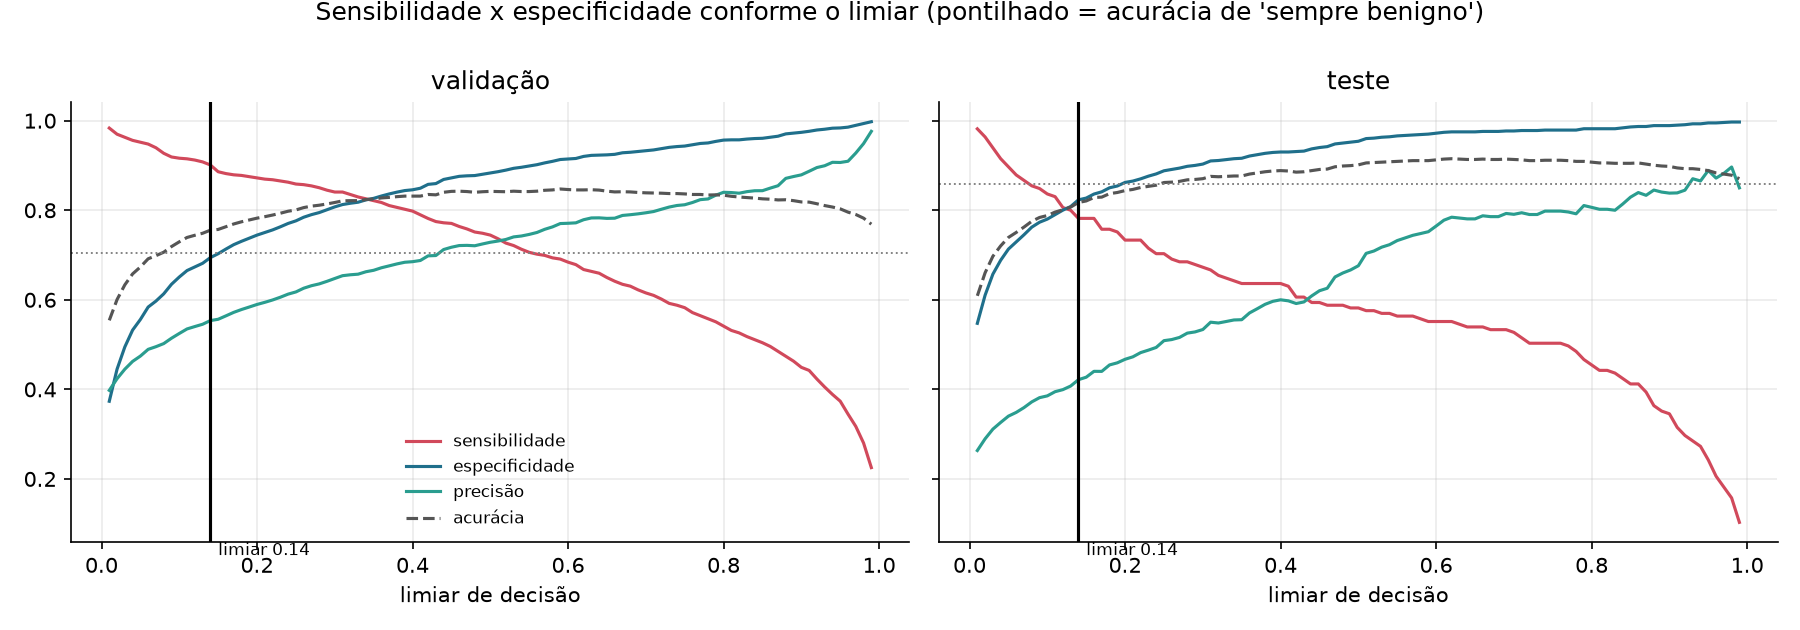 Sensibilidade x especificidade conforme o limiar (pontilhado = acurácia de 'sempre benigno')
validação
1.0
0.8
0.6
0.4
0.2
sensibilidade
especificidade
precisão
acurácia
limiar 0.14
0.0 0.2 0.4 0.6 0.8 1.0
limiar de decisão
teste
limiar 0.14
0.0 0.2 0.4 0.6 0.8 1.0
limiar de decisão